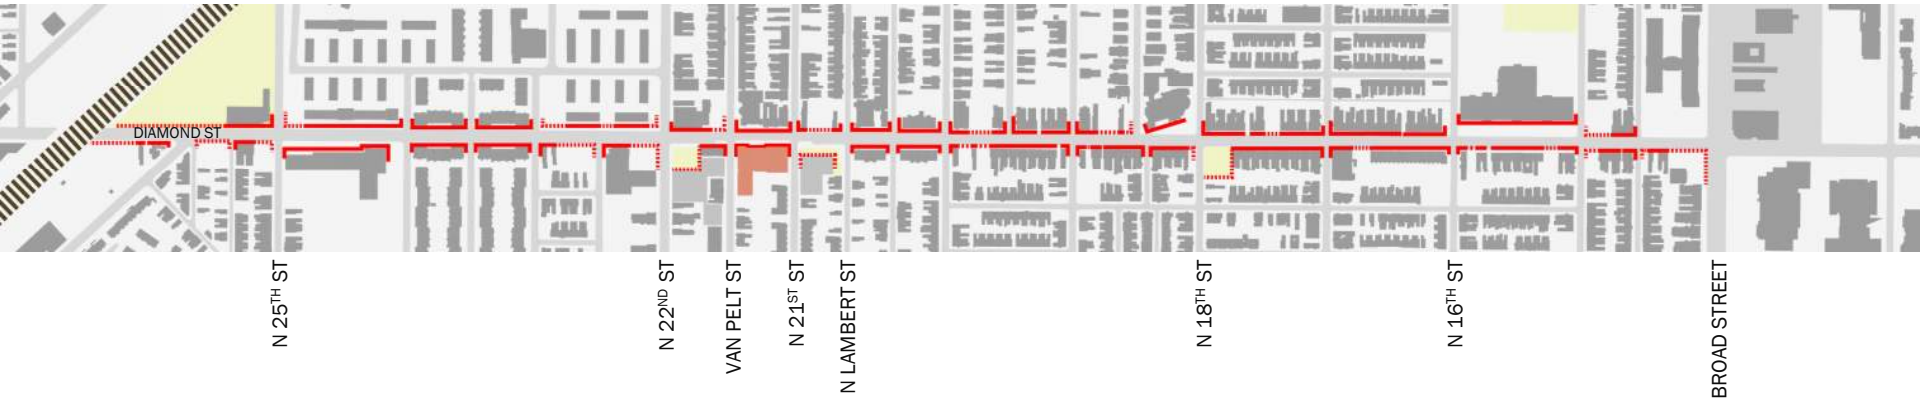 DIAMOND ST
N 25TH ST
N 22ND ST
VAN PELT ST
N 21ST ST
N LAMBERT ST
N 18TH ST
N 16TH ST
BROAD STREET